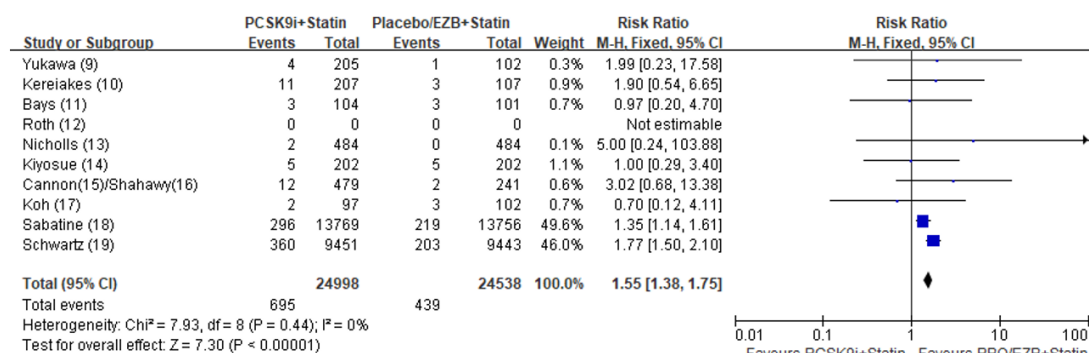 PCSK9i+Statin Placebo/EZB+Statin Risk Ratio Risk Ratio
Study or Subgroup Events Total Events Total Weight M-H, Fixed, 95% CI M-H, Fixed, 95% CI
Yukawa (9) 4 205 1 102 0.3% 1.99 [0.23, 17.58]
Kereiakes (10) 11 207 3 107 0.9% 1.90 [0.54, 6.65]
Bays (11) 3 104 3 101 0.7% 0.97 [0.20, 4.70]
Roth (12) 0 0 0 0 Not estimable
Nicholls (13) 2 484 0 484 0.1% 5.00 [0.24, 103.88]
Kiyosue (14) 5 202 5 202 1.1% 1.00 [0.29, 3.40]
Cannon(15)/Shahawy(16) 12 479 2 241 0.6% 3.02 [0.68, 13.38]
Koh (17) 2 97 3 102 0.7% 0.70 [0.12, 4.11]
Sabatine (18) 296 13769 219 13756 49.6% 1.35 [1.14, 1.61]
Schwartz (19) 360 9451 203 9443 46.0% 1.77 [1.50, 2.10]
Total (95% CI) 24998 24538 100.0% 1.55 [1.38, 1.75]
Total events 695 439
Heterogeneity: Chi² = 7.93, df = 8 (P = 0.44); I² = 0%
Test for overall effect: Z = 7.30 (P < 0.00001)
0.01 0.1 1 10 100
Favours PCSK9i+Statin Favours PBO/EZB+Statin